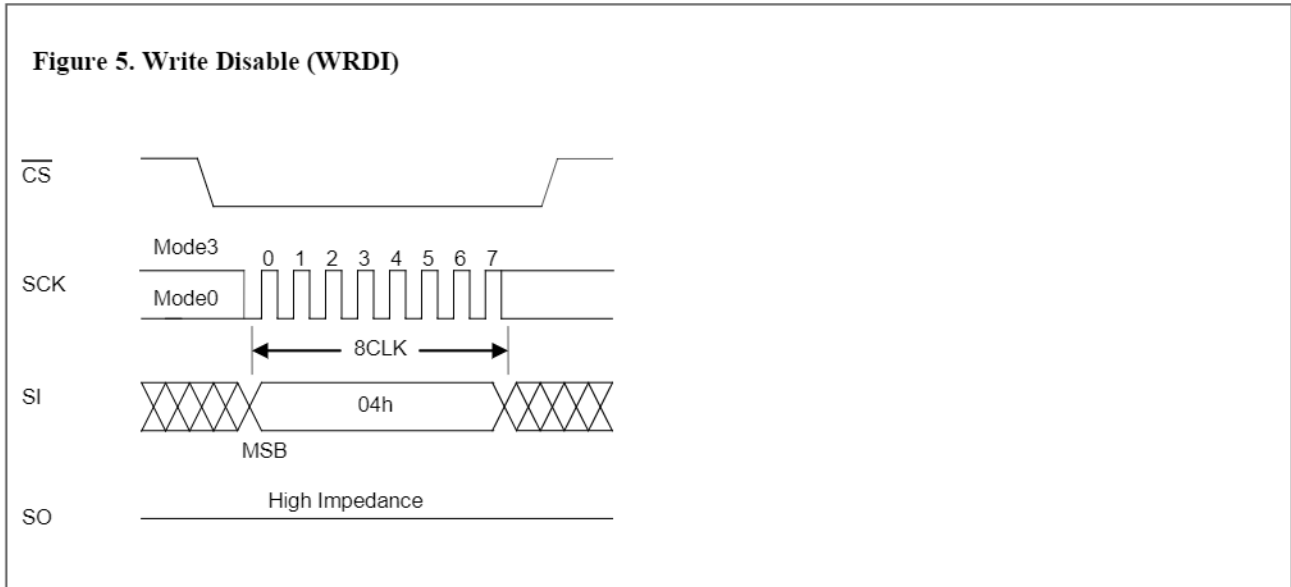 Figure 5. Write Disable (WRDI)
CS
Mode3
0 1 2 3 4 5 6 7
SCK
Mode0
8CLK
SI
04h
MSB
High Impedance
SO